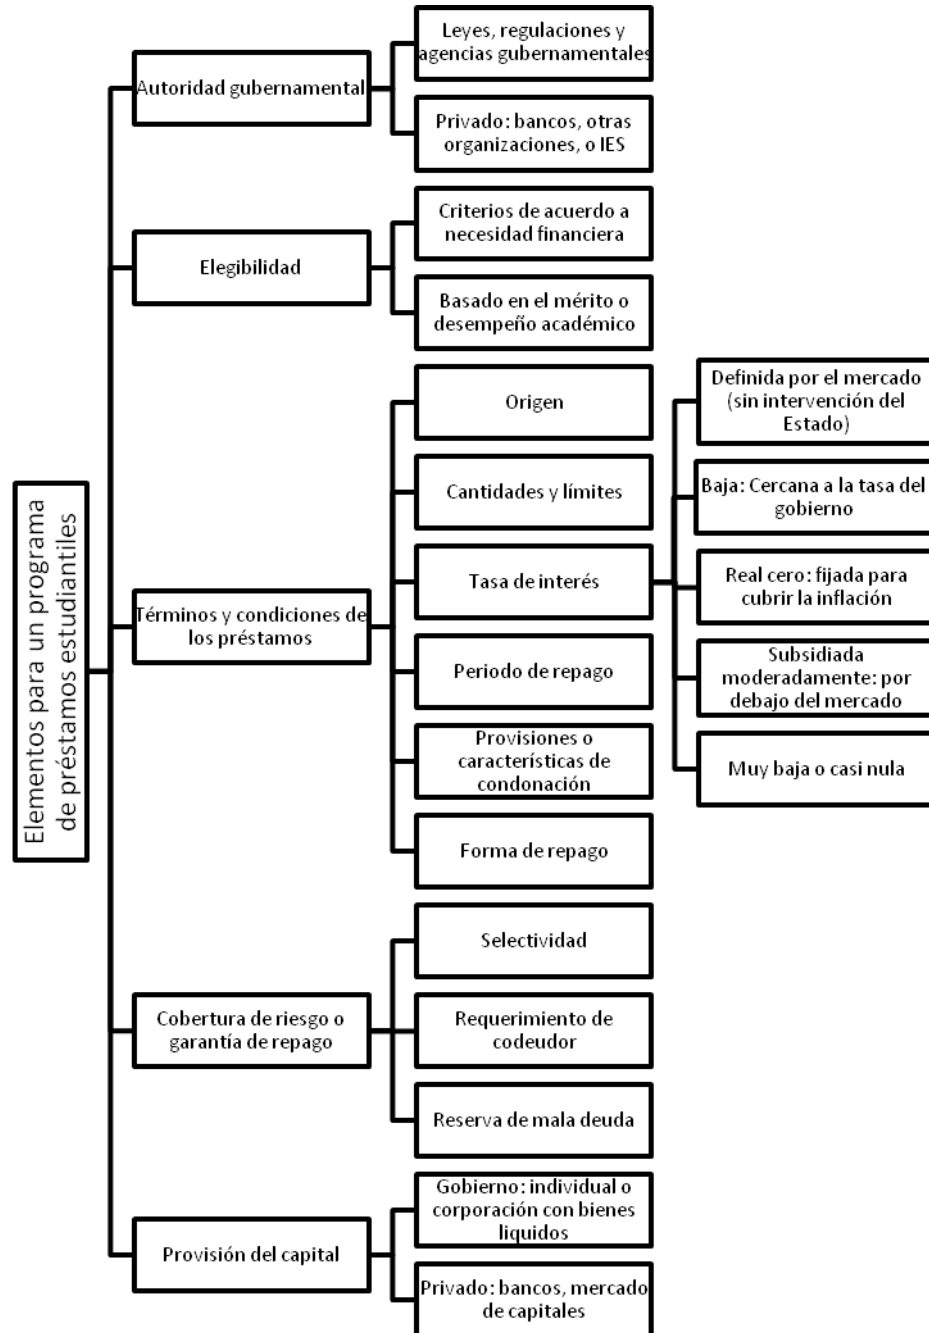 Elementos para un programa
de préstamos estudiantiles
Autoridad gubernamental
Leyes, regulaciones y
agencias gubernamentales
Privado: bancos, otras
organizaciones, o IES
Elegibilidad
Criterios de acuerdo a
necesidad financiera
Basado en el mérito o
desempeño académico
Términos y condiciones de
los préstamos
Origen
Cantidades y límites
Tasa de interés
Definida por el mercado
(sin intervención del
Estado)
Baja: Cercana a la tasa del
gobierno
Real cero: fijada para
cubrir la inflación
Subsidiada
moderadamente: por
debajo del mercado
Muy baja o casi nula
Periodo de repago
Provisiones o
características de
condonación
Forma de repago
Cobertura de riesgo o
garantía de repago
Selectividad
Requerimiento de
codeudor
Reserva de mala deuda
Provisión del capital
Gobierno: individual o
corporación con bienes
liquidos
Privado: bancos, mercado
de capitales